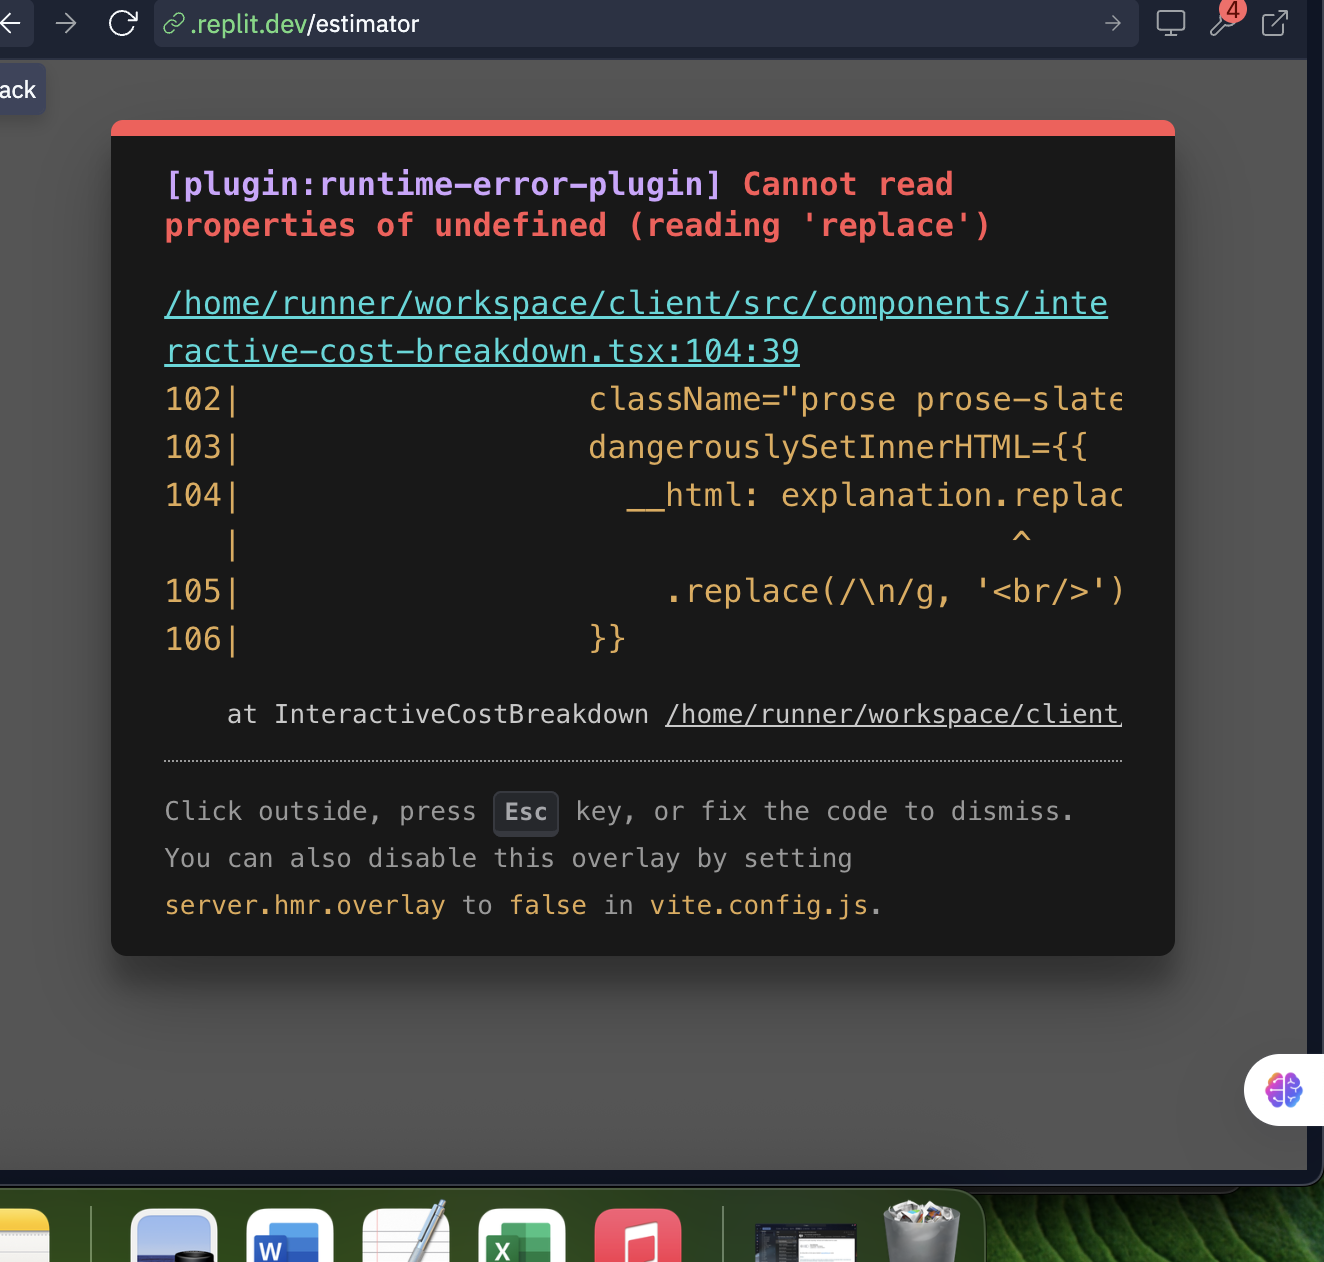 .replit.dev/estimator
4
ack
[plugin:runtime-error-plugin] Cannot read
properties of undefined (reading 'replace')
/home/runner/workspace/client/src/components/inte
ractive-cost-breakdown.tsx:104:39
102| className="prose prose-slate
103| dangerouslySetInnerHTML={{
104| __html: explanation.replac
| ^
105| .replace(/\n/g, '<br/>')
106| }}
at InteractiveCostBreakdown /home/runner/workspace/client/
Click outside, press Esc key, or fix the code to dismiss.
You can also disable this overlay by setting
server.hmr.overlay to false in vite.config.js.
W
X